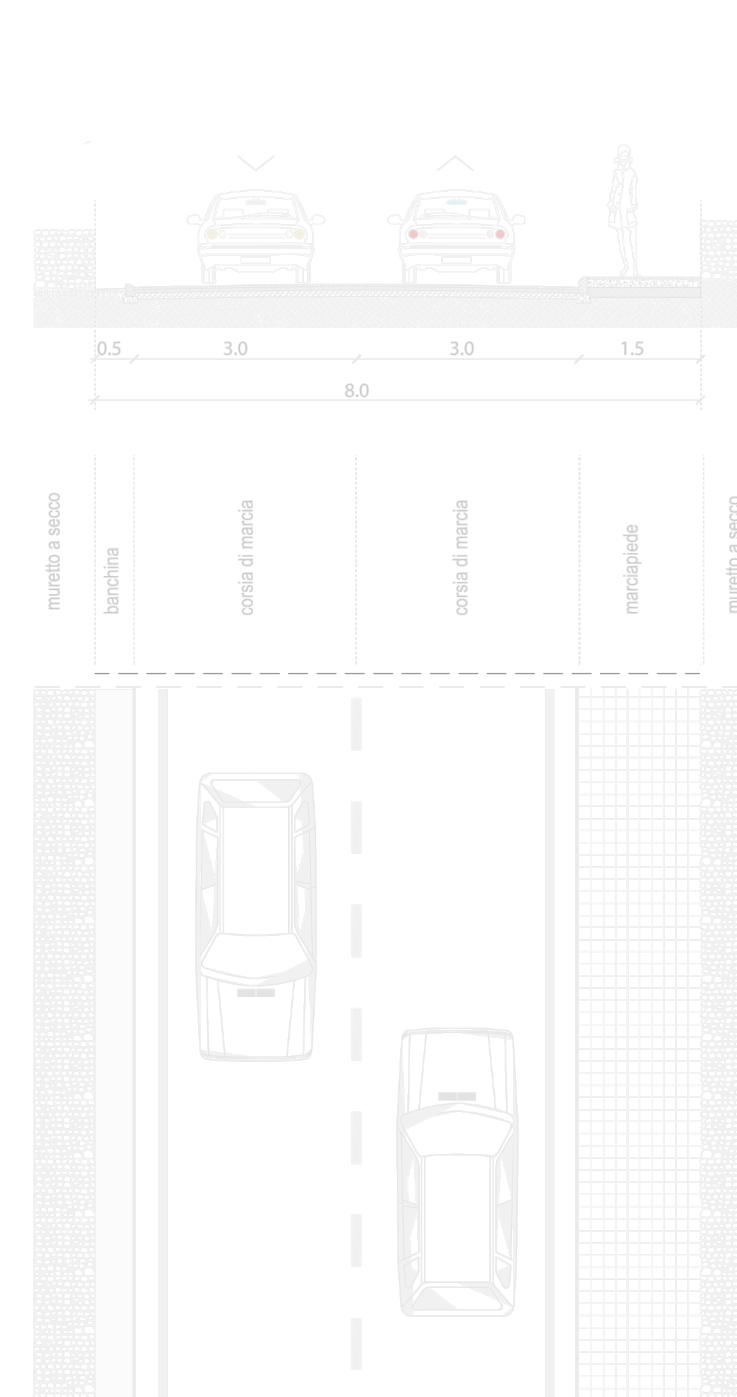 0.5 3.0 3.0 1.5
8.0
muretto a secco
banchina
corsia di marcia
corsia di marcia
marciapiede
muretto a secco